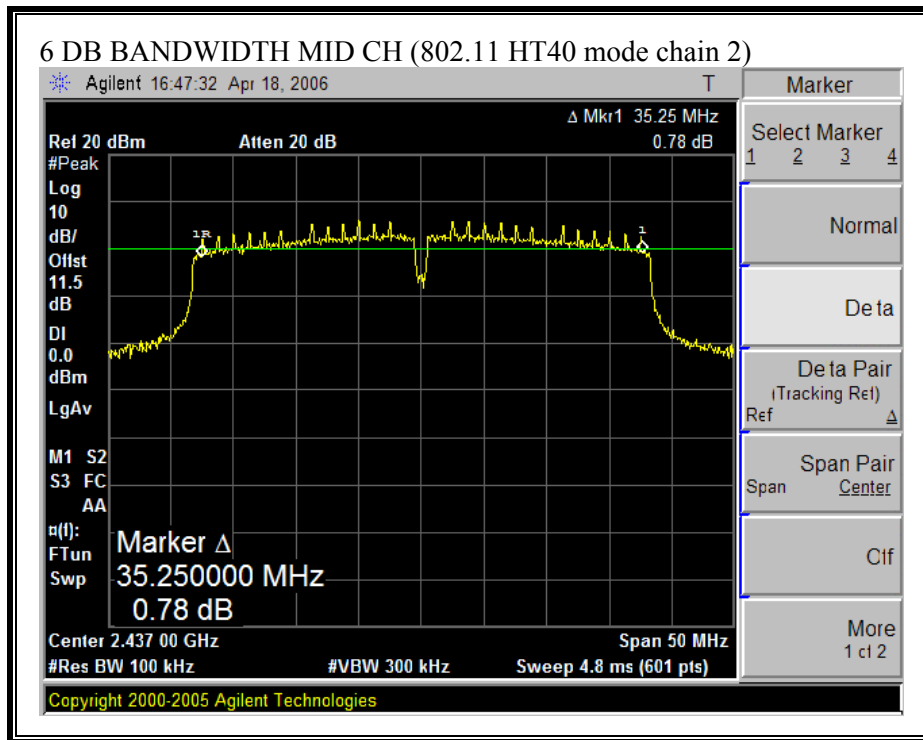 6 DB BANDWIDTH MID CH (802.11 HT40 mode chain 2)
Agilent 16:47:32 Apr 18, 2006 T
Marker
Δ Mkr1 35.25 MHz
Ref 20 dBm Atten 20 dB 0.78 dB
#Peak
Log
10
dB/
Offst
11.5
dB
DI
0.0
dBm
LgAv
M1 S2
S3 FC
AA
¤(f):
FTun
Swp
1R
1
Marker Δ
35.250000 MHz
0.78 dB
Center 2.437 00 GHz Span 50 MHz
#Res BW 100 kHz #VBW 300 kHz Sweep 4.8 ms (601 pts)
Copyright 2000-2005 Agilent Technologies
Select Marker
1 2 3 4
Normal
Delta
Delta Pair
(Tracking Ref)
Ref Δ
Span Pair
Span Center
Off
More
1 of 2